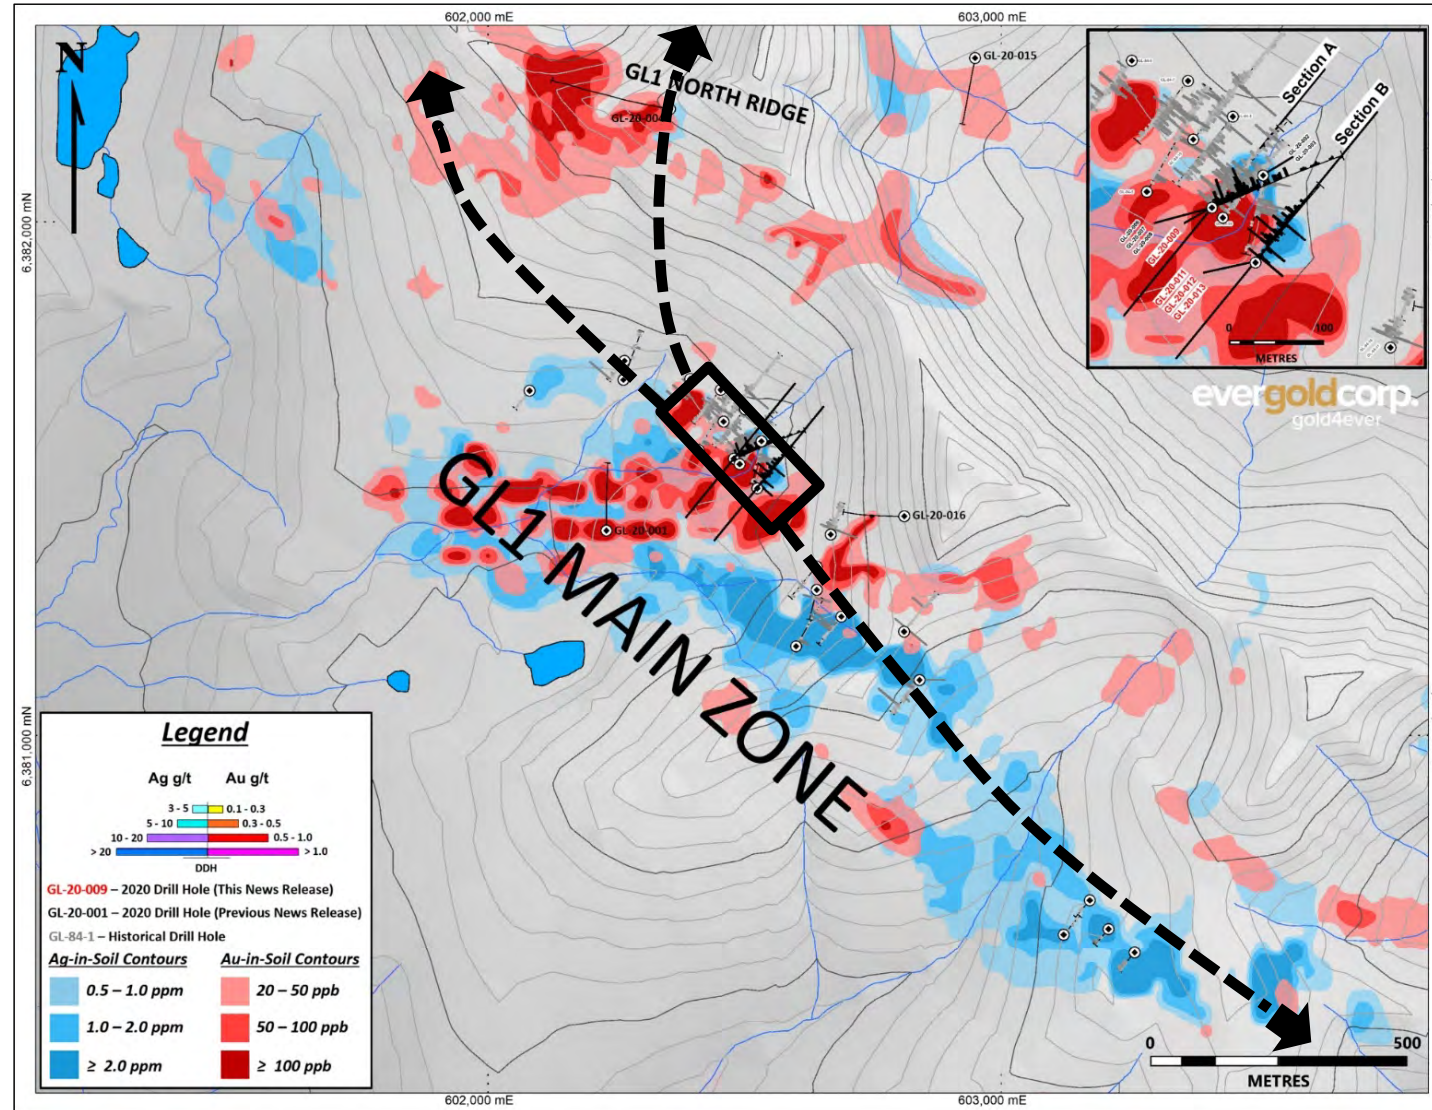 602,000 mE
603,000 mE
N
6,382,000 mN
6,381,000 mN
GL1 NORTH RIDGE
GL-20-015
GL-20-00
Section A
Section B
GL-20-002
GL-20-003
GL-20-009
GL-20-011
GL-20-012
GL-20-013
0 100
METRES
evergoldcorp.
gold4ever
GL-20-001
GL-20-016
GL1 MAIN ZONE
Legend
Ag g/t Au g/t
3 - 5 0.1 - 0.3
5 - 10 0.3 - 0.5
10 - 20 0.5 - 1.0
> 20 > 1.0
DDH
GL-20-009 – 2020 Drill Hole (This News Release)
GL-20-001 – 2020 Drill Hole (Previous News Release)
GL-84-1 – Historical Drill Hole
Ag-in-Soil Contours Au-in-Soil Contours
0.5 – 1.0 ppm 20 – 50 ppb
1.0 – 2.0 ppm 50 – 100 ppb
≥ 2.0 ppm ≥ 100 ppb
0 500
METRES
602,000 mE
603,000 mE